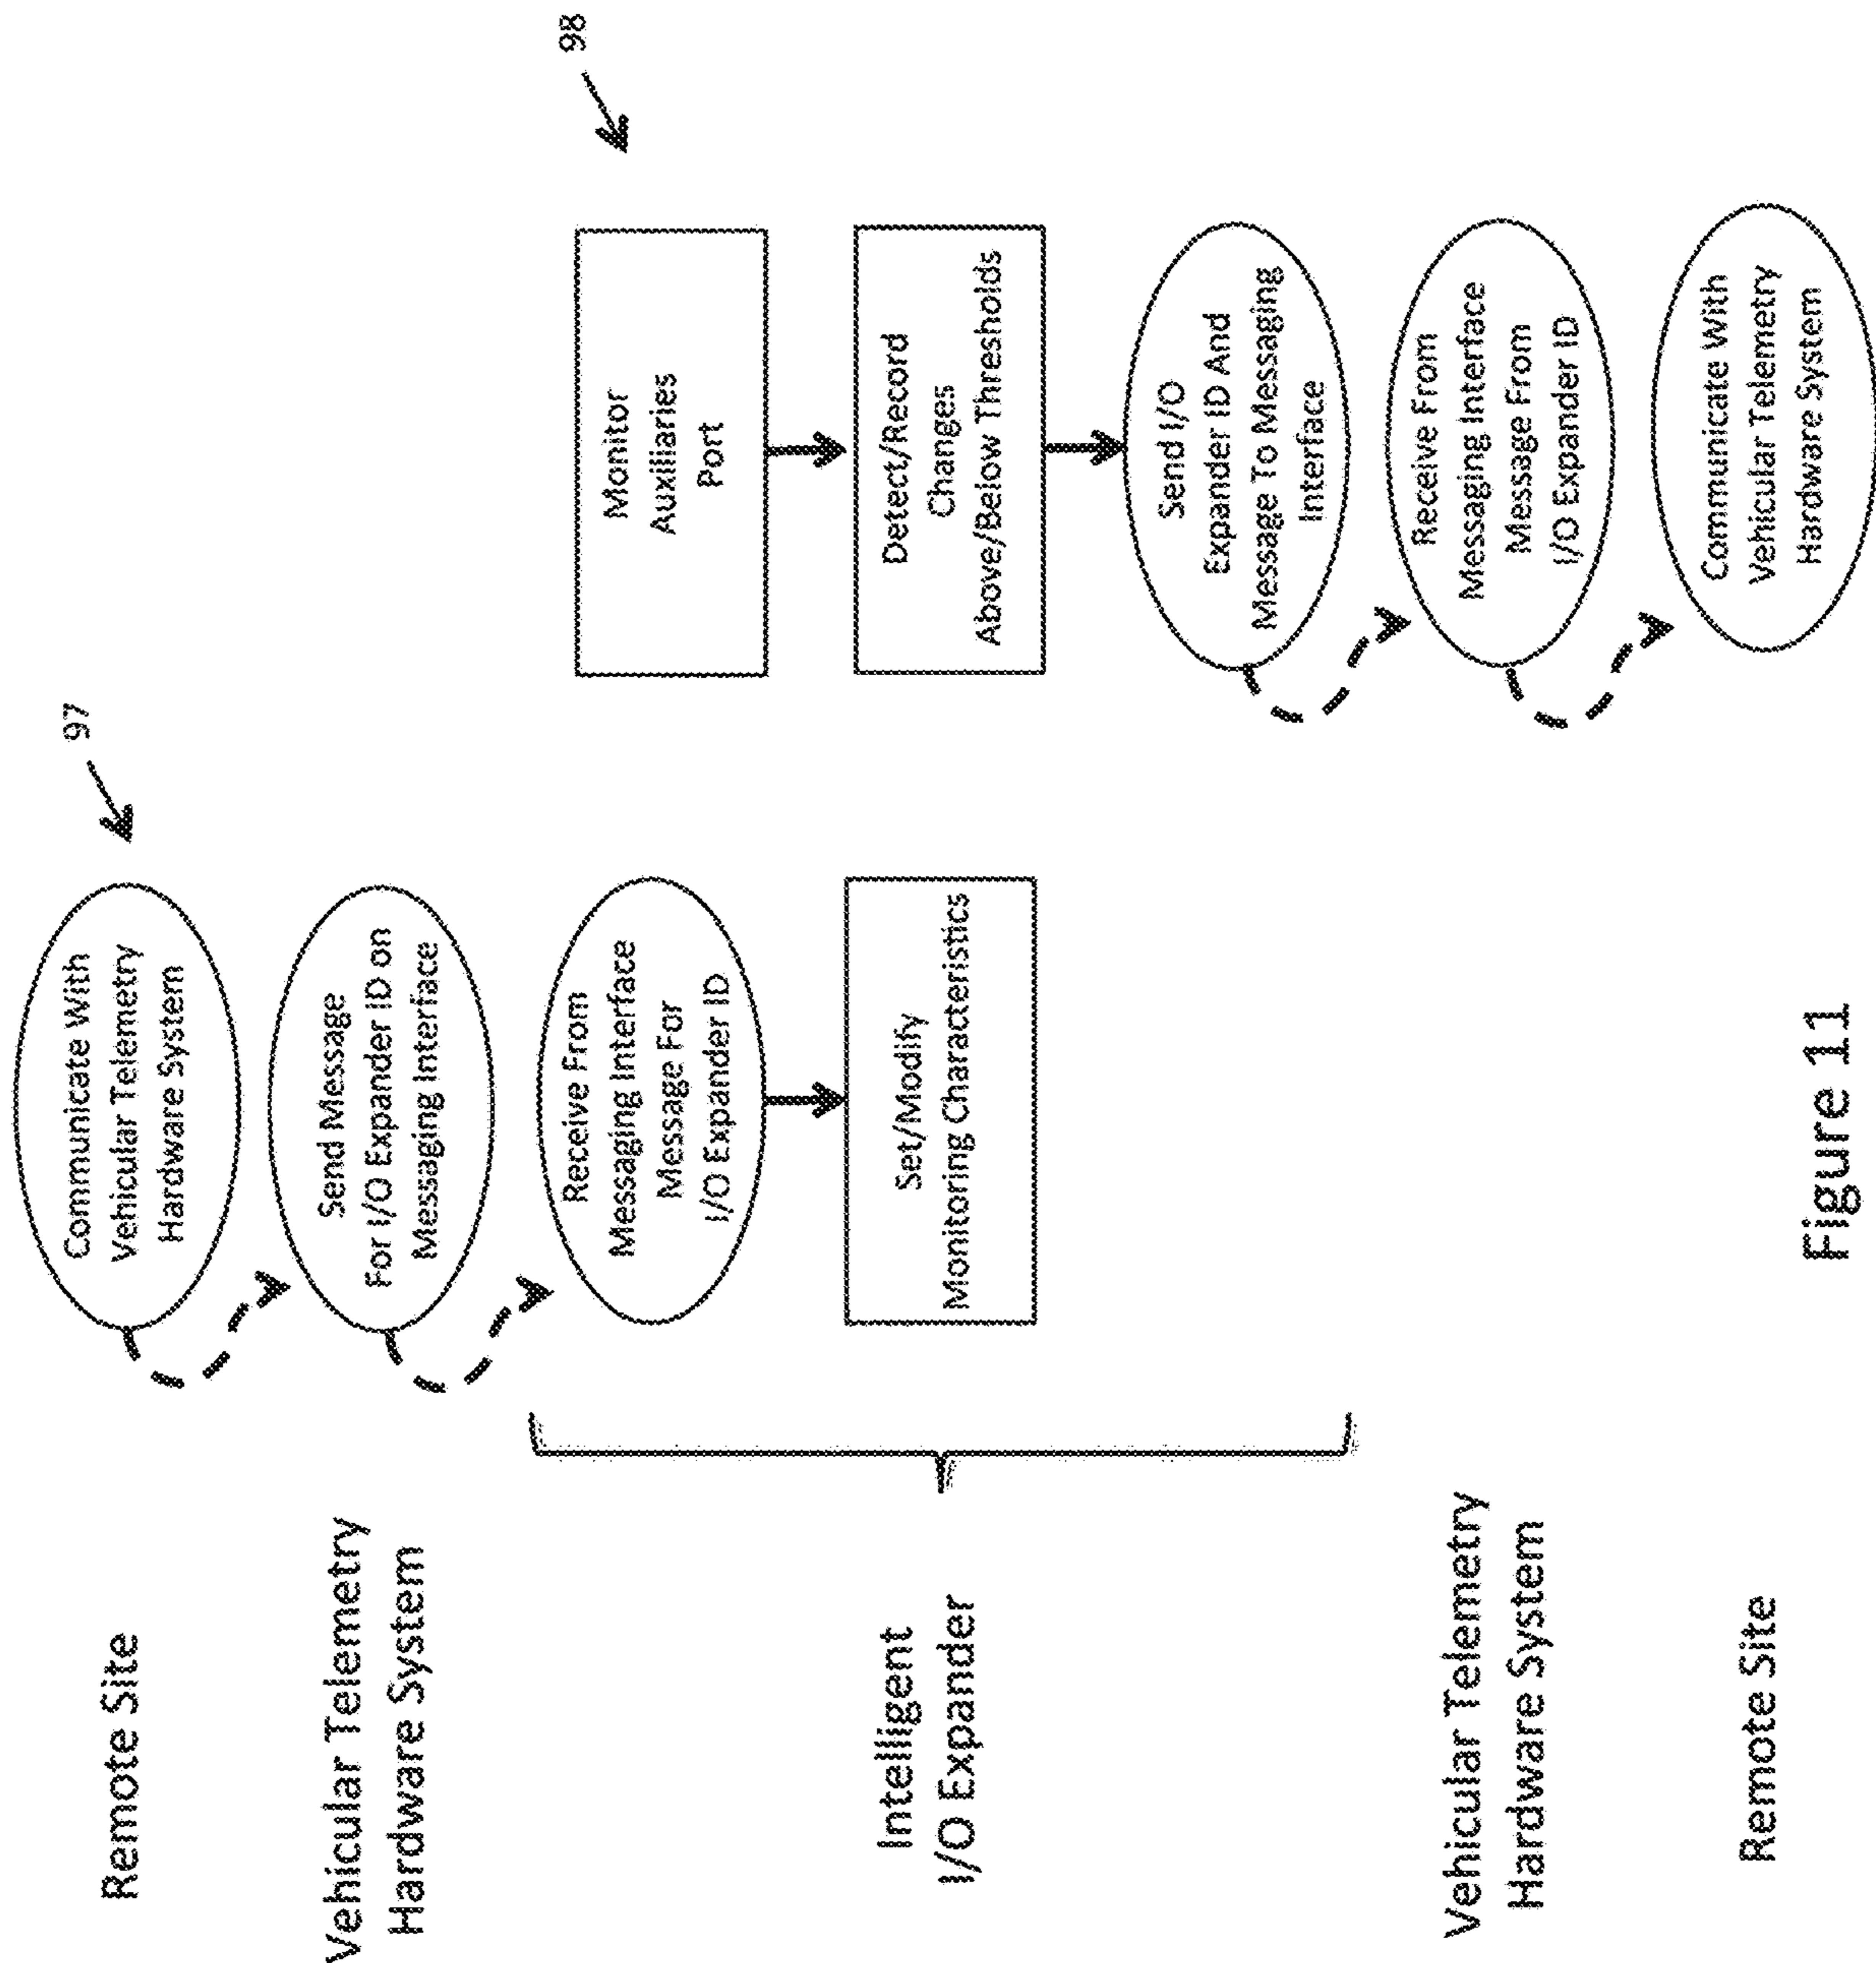 Remote Site
Vehicular Telemetry
Hardware System
Intelligent
I/O Expander
Vehicular Telemetry
Hardware System
Remote Site
97
Communicate With
Vehicular Telemetry
Hardware System
Send Message
For I/O Expander ID on
Messaging Interface
Receive From
Messaging Interface
Message For
I/O Expander ID
Set/Modify
Monitoring Characteristics
98
Monitor
Auxiliaries
Port
Detect/Record
Changes
Above/Below Thresholds
Send I/O
Expander ID And
Message To Messaging
Interface
Receive From
Messaging Interface
Message From
I/O Expander ID
Communicate With
Vehicular Telemetry
Hardware System
Figure 11